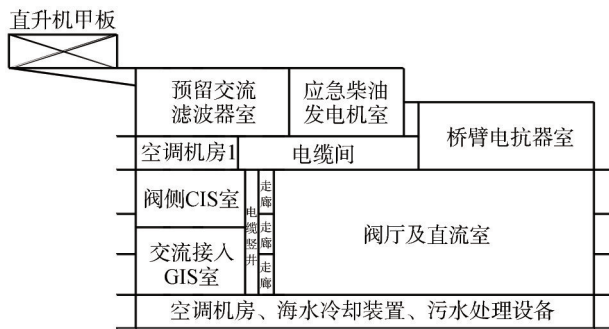 直升机甲板
预留交流
滤波器室
应急柴油
发电机室
桥臂电抗器室
空调机房1
电缆间
阀侧CIS室
电缆竖井
走廊
走廊
走廊
阀厅及直流室
交流接入
GIS室
空调机房、海水冷却装置、污水处理设备